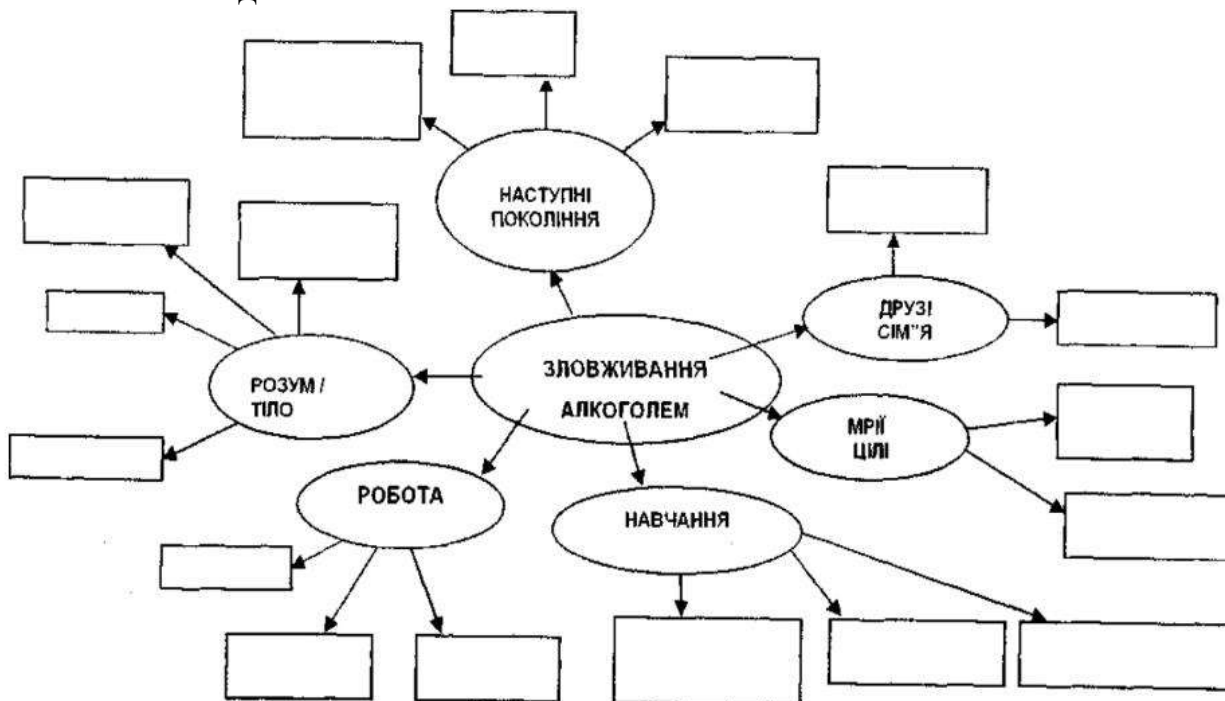 НАСТУПНІ
ПОКОЛІННЯ
ДРУЗІ
СІМ"Я
ЗЛОВЖИВАННЯ
АЛКОГОЛЕМ
РОЗУМ /
ТІЛО
МРІЇ
ЦІЛІ
РОБОТА
НАВЧАННЯ